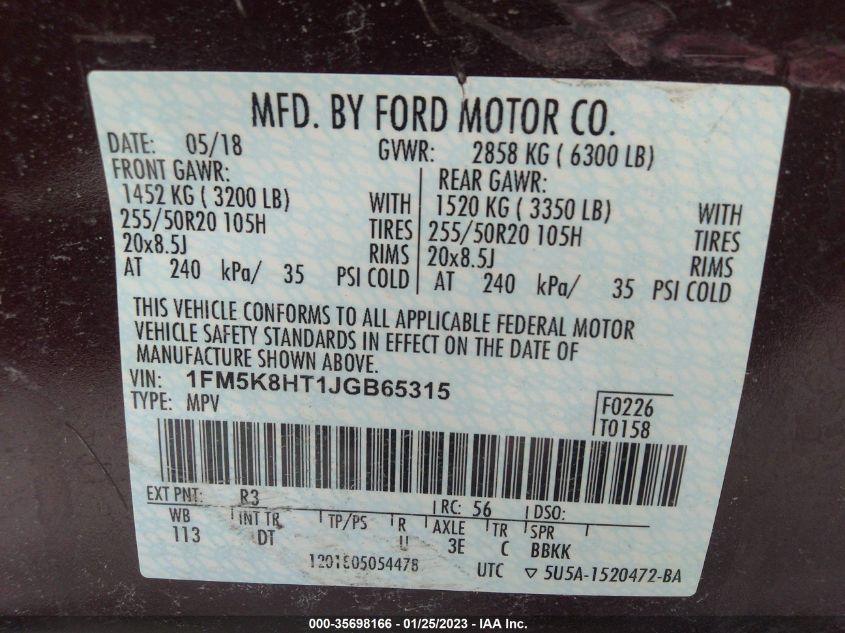 MFD. BY FORD MOTOR CO.
DATE: 05/18 GVWR: 2858 KG ( 6300 LB)
FRONT GAWR: REAR GAWR:
1452 KG ( 3200 LB) WITH 1520 KG ( 3350 LB) WITH
255/50R20 105H TIRES 255/50R20 105H TIRES
20x8.5J RIMS 20x8.5J RIMS
AT 240 kPa/ 35 PSI COLD AT 240 kPa/ 35 PSI COLD
THIS VEHICLE CONFORMS TO ALL APPLICABLE FEDERAL MOTOR
VEHICLE SAFETY STANDARDS IN EFFECT ON THE DATE OF
MANUFACTURE SHOWN ABOVE.
VIN: 1FM5K8HT1JGB65315
TYPE: MPV
F0226
T0158
EXT PNT: R3 RC: 56 DSO:
WB INT TR TP/PS R AXLE TR SPR
113 DT U 3E C BBKK
1201805054478 UTC ▽ 5U5A-1520472-BA
000-35698166 - 01/25/2023 - IAA Inc.